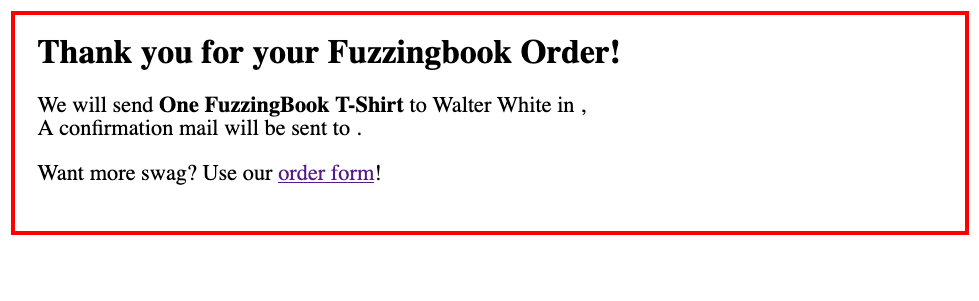 Thank you for your Fuzzingbook Order!
We will send One FuzzingBook T-Shirt to Walter White in ,
A confirmation mail will be sent to .
Want more swag? Use our order form!